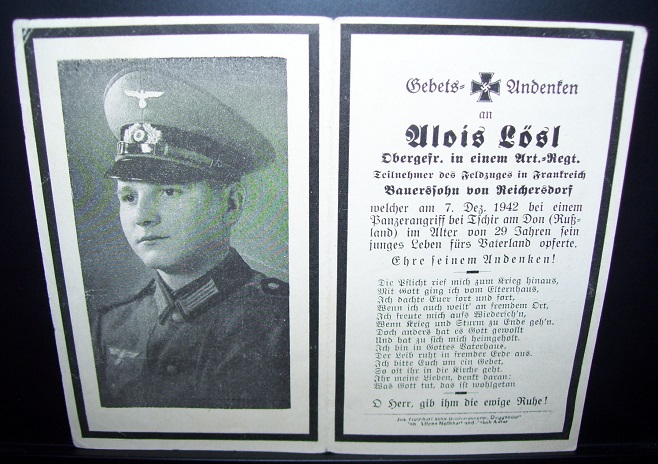 Gebets- Andenken
an
Alois Lösl
Obergefr. in einem Art.-Regt.
Teilnehmer des Feldzuges in Frankreich
Bauerssohn von Reichersdorf
welcher am 7. Dez. 1942 bei einem
Panzerangriff bei Tschir am Don (Ruß-
land) im Alter von 29 Jahren sein
junges Leben fürs Vaterland opferte.
Ehre seinem Andenken!
Die Pflicht rief mich zum Krieg hinaus,
Mit Gott ging ich vom Elternhaus,
Ich dachte Euer fort und fort,
Wenn ich auch weilt' an fremdem Ort,
Ich freute mich aufs Wiederseh'n,
Wenn Krieg und Sturm zu Ende geh'n.
Doch anders hat es Gott gewollt
Und hat zu sich mich heimgeholt.
Ich bin in Gottes Vaterhaus,
Der Leib ruht in fremder Erde aus.
Ich bitte Euch um ein Gebet,
So oft ihr in die Kirche geht.
Ihr meine Lieben, denkt daran:
Was Gott tut, das ist wohlgetan
O Herr, gib ihm die ewige Ruhe!